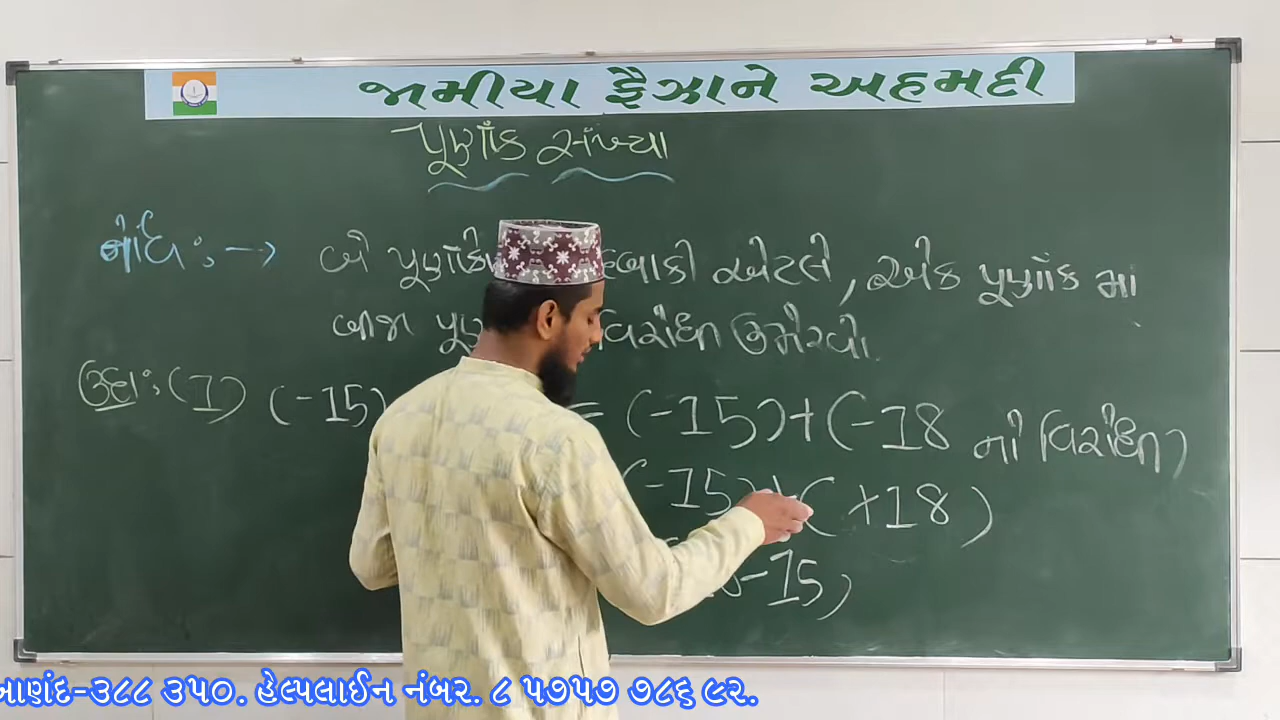 જામીયા ફૈઝાને અહમદી
પૂર્ણાંક સંખ્યા
નોંધ :→ બે પૂર્ણાંકો બાદબાકી એટલે, એક પૂર્ણાંક માં
બીજા વિરોધી ઉમેરવો.
ઉદા : (1) (-15) = (-15)+(-18 નો વિરોધી)
(-15)+( +18 )
-15)
આણંદ-૩૮૮ ૩૫૦. હેલ્પલાઈન નંબર. ૮ ૫૭૫૭ ૭૮૬ ૯૨.